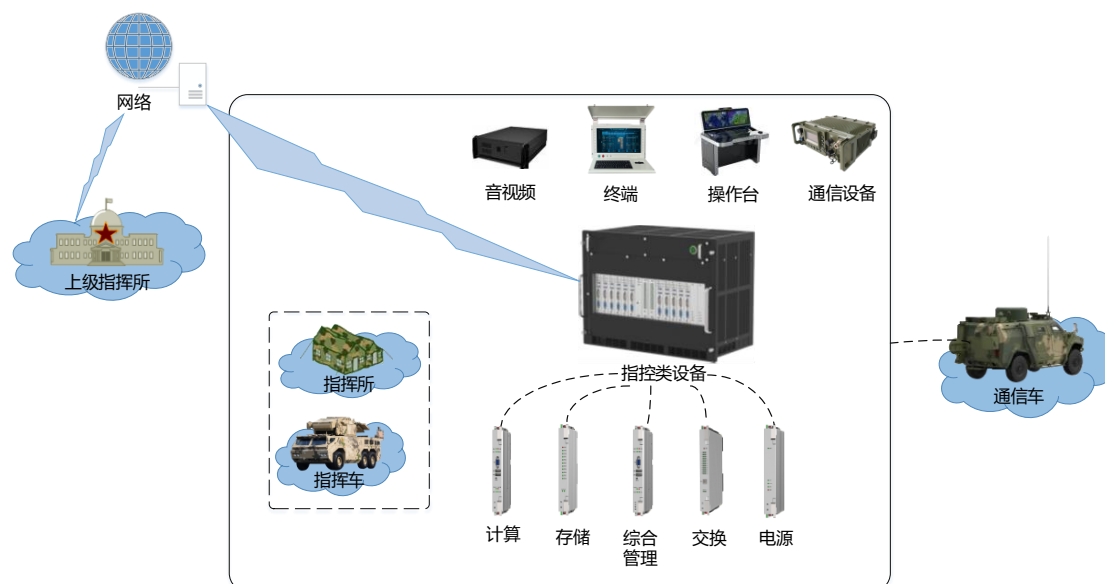 网络
音视频
终端
操作台
通信设备
上级指挥所
指控类设备
指挥所
通信车
指挥车
计算
存储
综合
管理
交换
电源